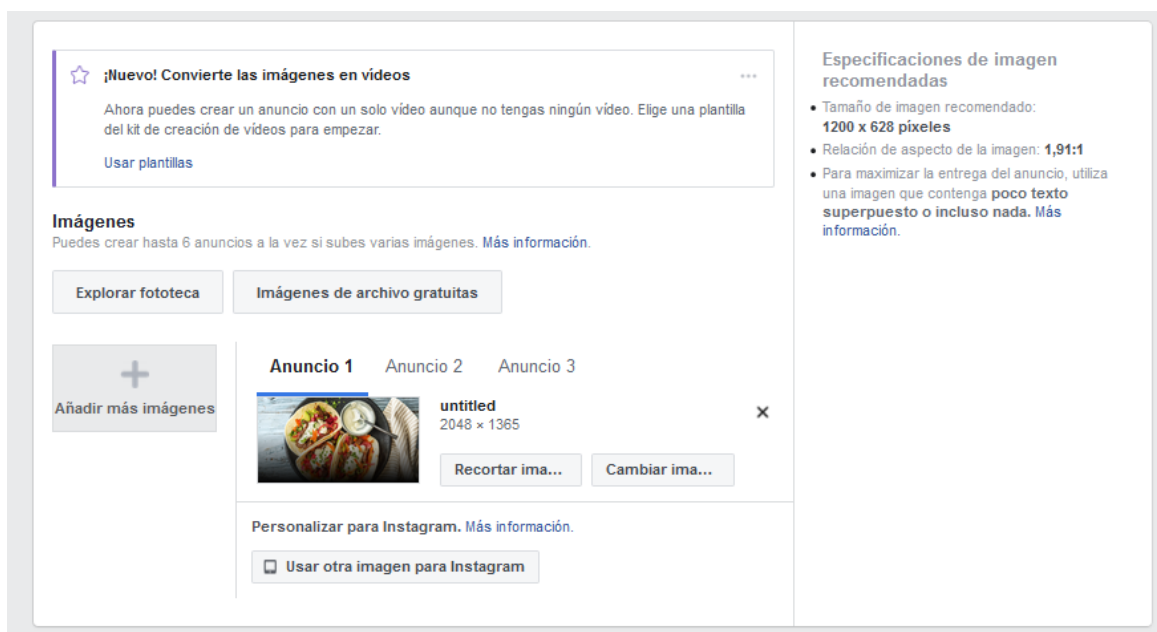 ¡Nuevo! Convierte las imágenes en vídeos
Ahora puedes crear un anuncio con un solo vídeo aunque no tengas ningún vídeo. Elige una plantilla
del kit de creación de vídeos para empezar.
Usar plantillas
Imágenes
Puedes crear hasta 6 anuncios a la vez si subes varias imágenes. Más información.
Explorar fototeca
Imágenes de archivo gratuitas
Añadir más imágenes
Anuncio 1
Anuncio 2
Anuncio 3
untitled
2048 × 1365
Recortar ima...
Cambiar ima...
Personalizar para Instagram. Más información.
Usar otra imagen para Instagram
Especificaciones de imagen
recomendadas
Tamaño de imagen recomendado:
1200 x 628 píxeles
Relación de aspecto de la imagen: 1,91:1
Para maximizar la entrega del anuncio, utiliza
una imagen que contenga poco texto
superpuesto o incluso nada. Más
información.